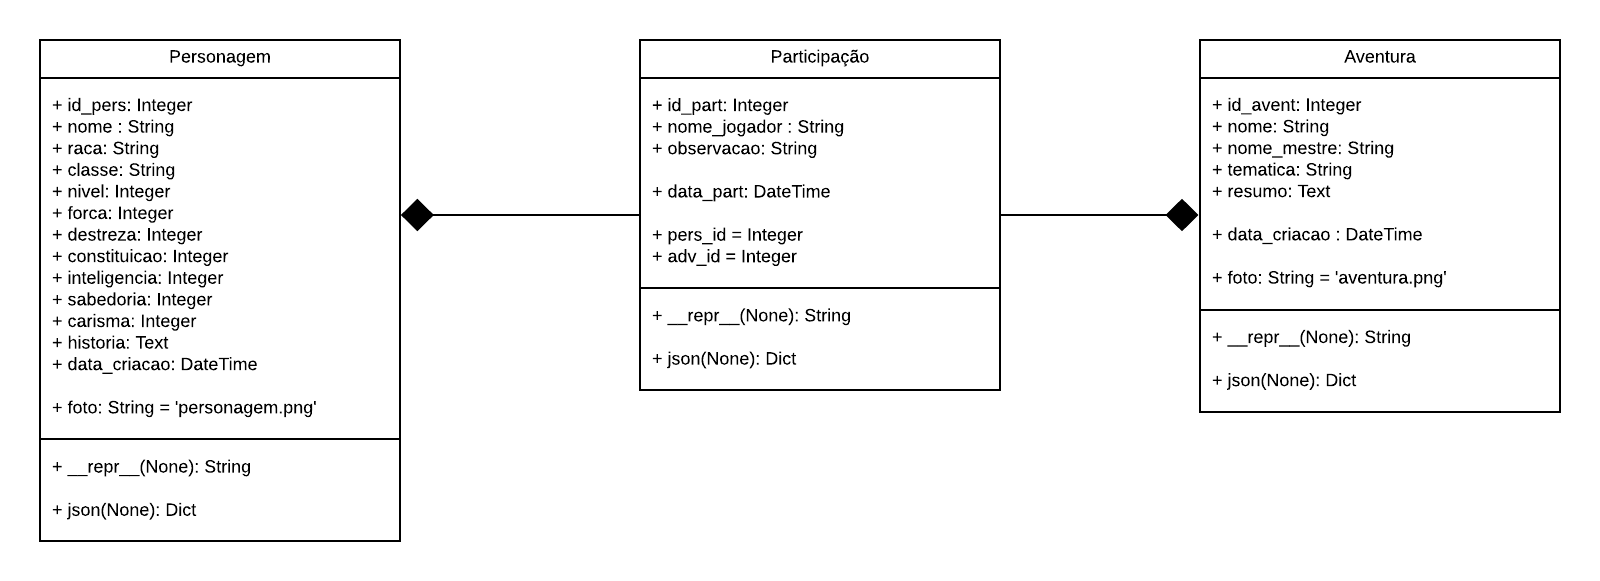 Personagem
+ id_pers: Integer
+ nome : String
+ raca: String
+ classe: String
+ nivel: Integer
+ forca: Integer
+ destreza: Integer
+ constituicao: Integer
+ inteligencia: Integer
+ sabedoria: Integer
+ carisma: Integer
+ historia: Text
+ data_criacao: DateTime
+ foto: String = 'personagem.png'
+ __repr__(None): String
+ json(None): Dict
Participação
+ id_part: Integer
+ nome_jogador : String
+ observacao: String
+ data_part: DateTime
+ pers_id = Integer
+ adv_id = Integer
+ __repr__(None): String
+ json(None): Dict
Aventura
+ id_avent: Integer
+ nome: String
+ nome_mestre: String
+ tematica: String
+ resumo: Text
+ data_criacao : DateTime
+ foto: String = 'aventura.png'
+ __repr__(None): String
+ json(None): Dict